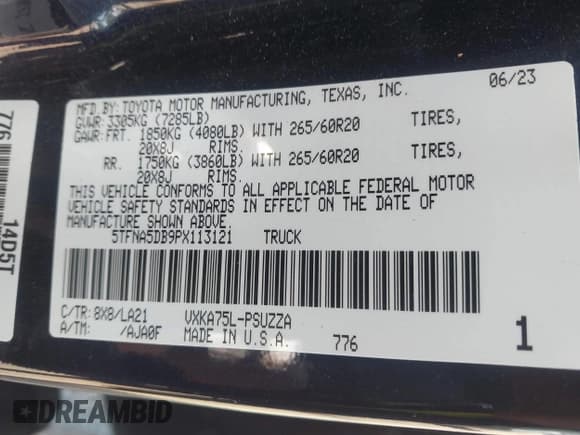 MFD.BY:TOYOTA MOTOR MANUFACTURING, TEXAS, INC. 06/23
GVWR:3305KG (7285LB)
GAWR:FRT. 1850KG (4080LB) WITH 265/60R20 TIRES,
20X8J RIMS.
RR. 1750KG (3860LB) WITH 265/60R20 TIRES,
20X8J RIMS.
THIS VEHICLE CONFORMS TO ALL APPLICABLE FEDERAL MOTOR
VEHICLE SAFETY STANDARDS IN EFFECT ON THE DATE OF
MANUFACTURE SHOWN ABOVE.
5TFNA5DB9PX113121 TRUCK
C/TR:8X8/LA21 VXKA75L-PSUZZA
A/TM: /AJA0F MADE IN U.S.A. 776 1
776 14D5T
DREAMBID